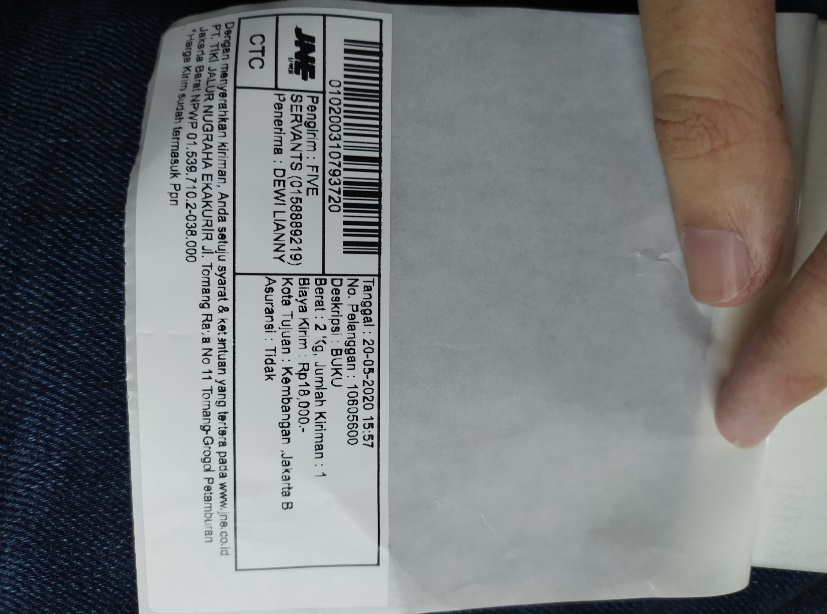 010200310793720
JNE
CTC
Pengirim : FIVE
SERVANTS (0158889219)
Penerima : DEWI LIANNY
Tanggal : 20-05-2020 15:57
No. Pelanggan : 10605600
Deskripsi : BUKU
Berat : 2 Kg, Jumlah Kiriman : 1
Biaya Kirim : Rp18,000.-
Kota Tujuan : Kembangan ,Jakarta B
Asuransi : Tidak
Dengan menyerahkan kiriman, Anda setuju syarat & ketentuan yang tertera pada www.jne.co.id
PT. TIKI JALUR NUGRAHA EKAKURIR Jl. Tomang Raya No 11 Tomang-Grogol Petamburan
Jakarta Barat NPWP 01.539.710.2-038.000
*Harga Kirim sudah termasuk Ppn